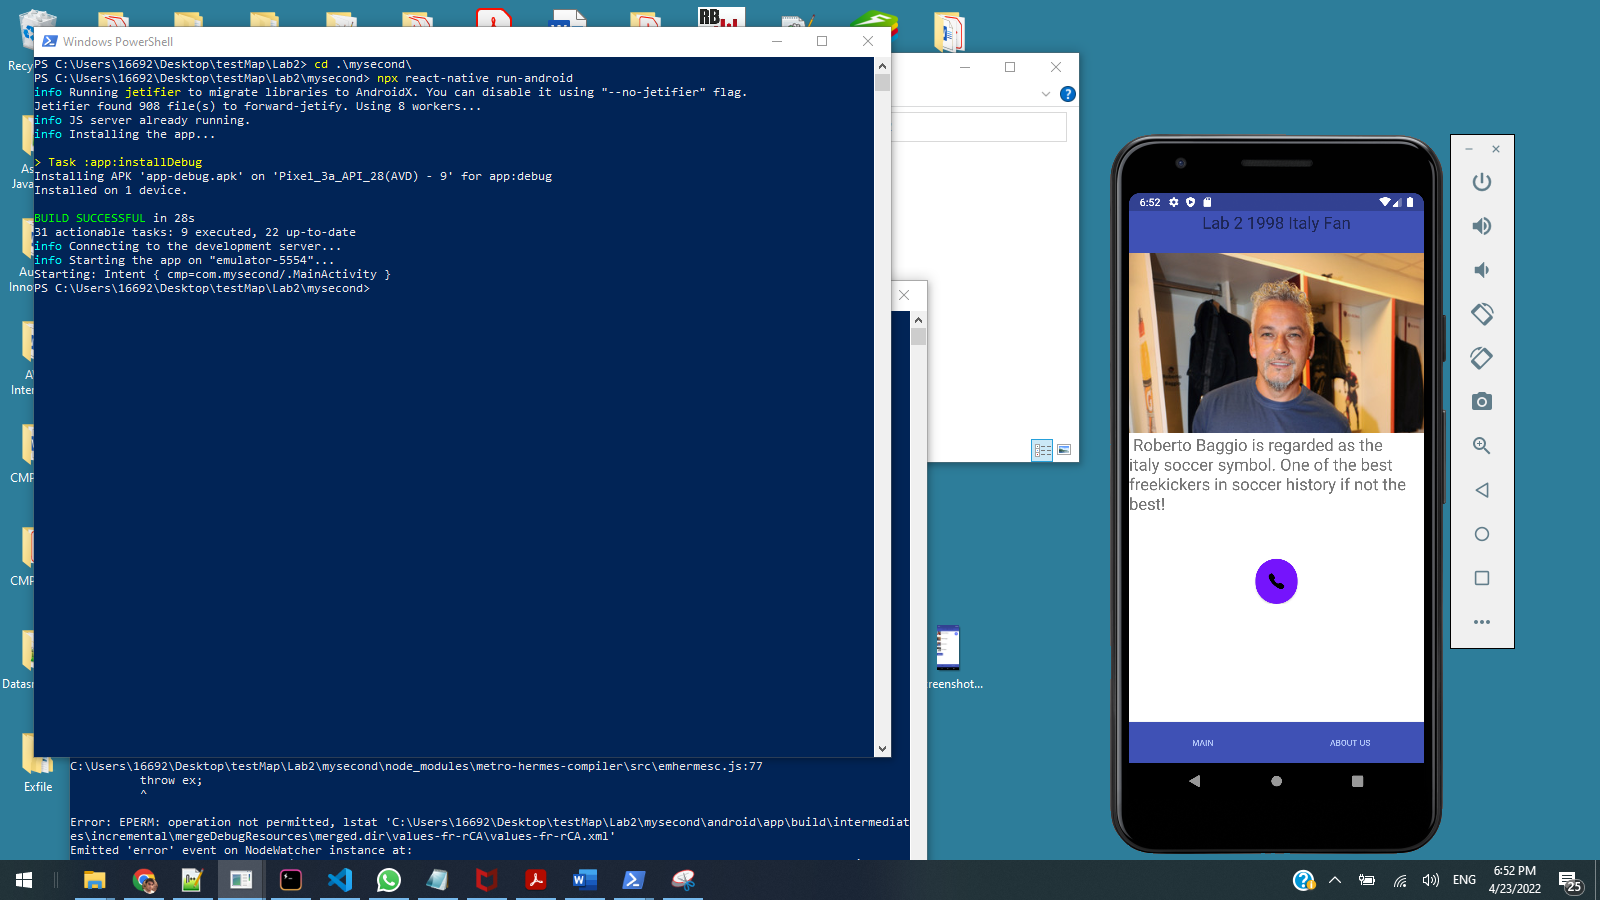 Windows PowerShell
PS C:\Users\16692\Desktop\testMap\Lab2> cd .\mysecond\
PS C:\Users\16692\Desktop\testMap\Lab2\mysecond> npx react-native run-android
info Running jetifier to migrate libraries to AndroidX. You can disable it using "--no-jetifier" flag.
Jetifier found 908 file(s) to forward-jetify. Using 8 workers...
info JS server already running.
info Installing the app...
> Task :app:installDebug
Installing APK 'app-debug.apk' on 'Pixel_3a_API_28(AVD) - 9' for app:debug
Installed on 1 device.
BUILD SUCCESSFUL in 28s
31 actionable tasks: 9 executed, 22 up-to-date
info Connecting to the development server...
info Starting the app on "emulator-5554"...
Starting: Intent { cmp=com.mysecond/.MainActivity }
PS C:\Users\16692\Desktop\testMap\Lab2\mysecond>
C:\Users\16692\Desktop\testMap\Lab2\mysecond\node_modules\metro-hermes-compiler\src\emhermesc.js:77
throw ex;
^
Error: EPERM: operation not permitted, lstat 'C:\Users\16692\Desktop\testMap\Lab2\mysecond\android\app\build\intermediat
es\incremental\mergeDebugResources\merged.dir\values-fr-rCA\values-fr-rCA.xml'
Emitted 'error' event on NodeWatcher instance at:
Recy
As
Java
Au
Inno
A
Inter
CMP
CMP
Datas
Exfile
RB
reenshot...
6:52
Lab 2 1998 Italy Fan
Roberto Baggio is regarded as the
italy soccer symbol. One of the best
freekickers in soccer history if not the
best!
MAIN
ABOUT US
ENG
6:52 PM
4/23/2022
25